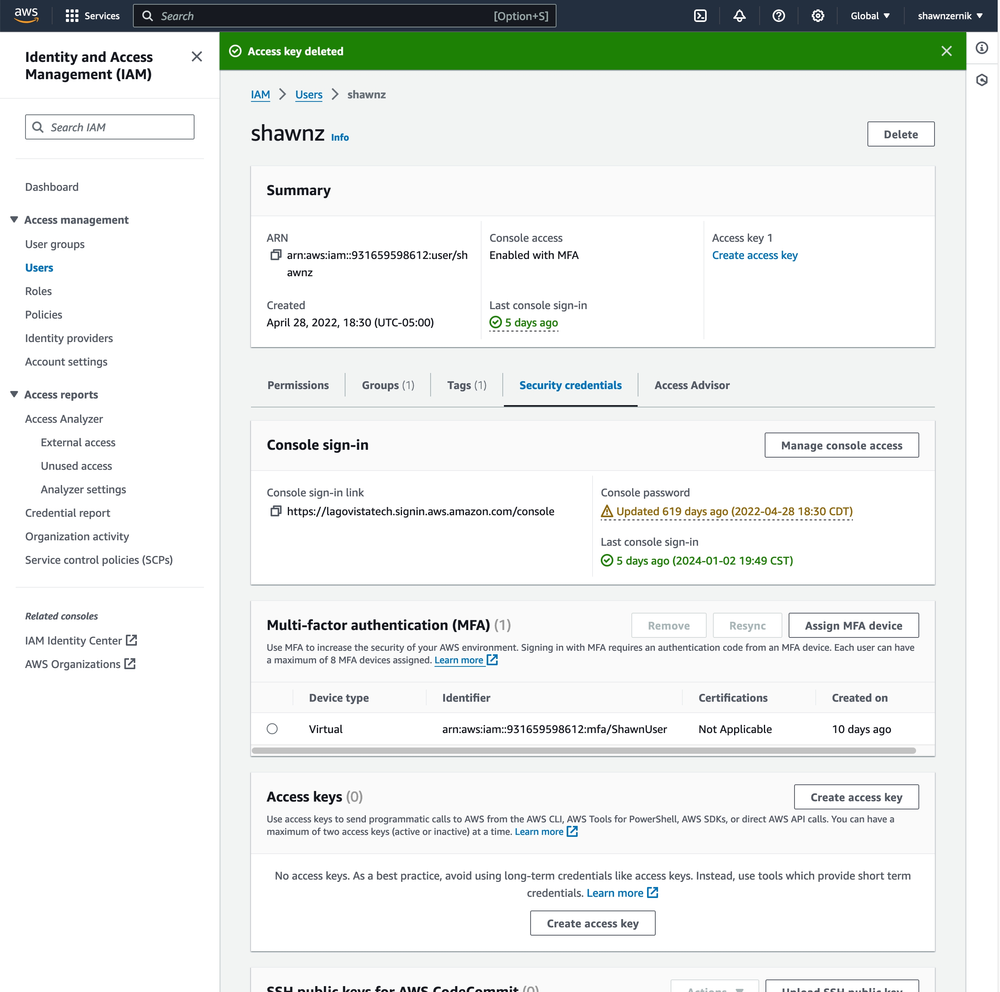 aws
Services
Search
[Option+S]
Global
shawnzernik
Identity and Access
Management (IAM)
Search IAM
Dashboard
Access management
User groups
Users
Roles
Policies
Identity providers
Account settings
Access reports
Access Analyzer
External access
Unused access
Analyzer settings
Credential report
Organization activity
Service control policies (SCPs)
Related consoles
IAM Identity Center
AWS Organizations
Access key deleted
IAM
Users
shawnz
shawnz Info
Delete
Summary
ARN
arn:aws:iam::931659598612:user/sh
awnz
Console access
Enabled with MFA
Access key 1
Create access key
Created
April 28, 2022, 18:30 (UTC-05:00)
Last console sign-in
5 days ago
Permissions
Groups (1)
Tags (1)
Security credentials
Access Advisor
Console sign-in
Manage console access
Console sign-in link
https://lagovistatech.signin.aws.amazon.com/console
Console password
Updated 619 days ago (2022-04-28 18:30 CDT)
Last console sign-in
5 days ago (2024-01-02 19:49 CST)
Multi-factor authentication (MFA) (1)
Remove
Resync
Assign MFA device
Use MFA to increase the security of your AWS environment. Signing in with MFA requires an authentication code from an MFA device. Each user can have
a maximum of 8 MFA devices assigned. Learn more
Device type
Identifier
Certifications
Created on
Virtual
arn:aws:iam::931659598612:mfa/ShawnUser
Not Applicable
10 days ago
Access keys (0)
Create access key
Use access keys to send programmatic calls to AWS from the AWS CLI, AWS Tools for PowerShell, AWS SDKs, or direct AWS API calls. You can have a
maximum of two access keys (active or inactive) at a time. Learn more
No access keys. As a best practice, avoid using long-term credentials like access keys. Instead, use tools which provide short term
credentials. Learn more
Create access key
SSH public keys for AWS CodeCommit (0)
Actions
Upload SSH public key